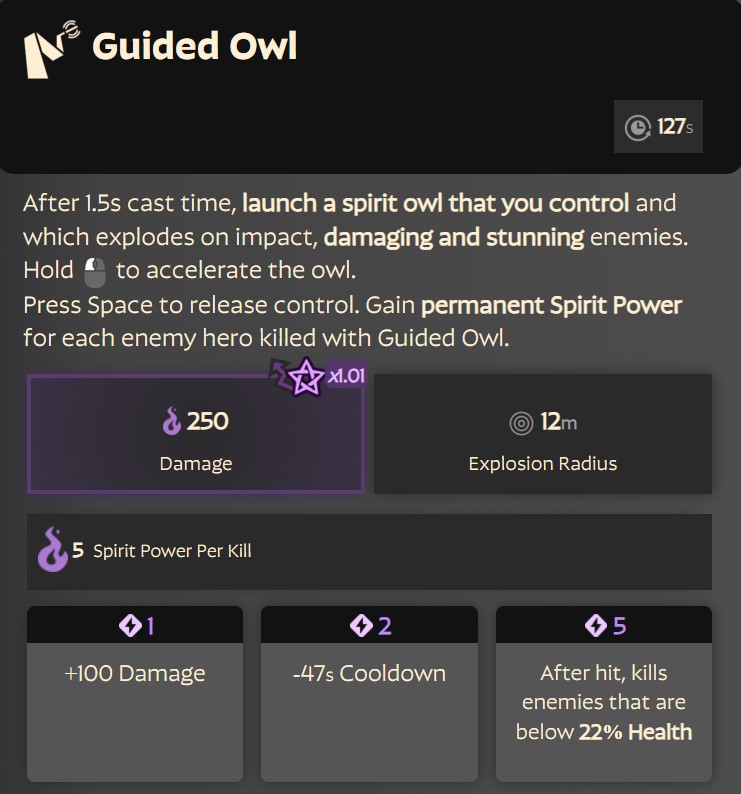 Guided Owl
127s
After 1.5s cast time, launch a spirit owl that you control and
which explodes on impact, damaging and stunning enemies.
Hold to accelerate the owl.
Press Space to release control. Gain permanent Spirit Power
for each enemy hero killed with Guided Owl.
x1.01
250
Damage
12m
Explosion Radius
5 Spirit Power Per Kill
1
+100 Damage
2
-47s Cooldown
5
After hit, kills
enemies that are
below 22% Health